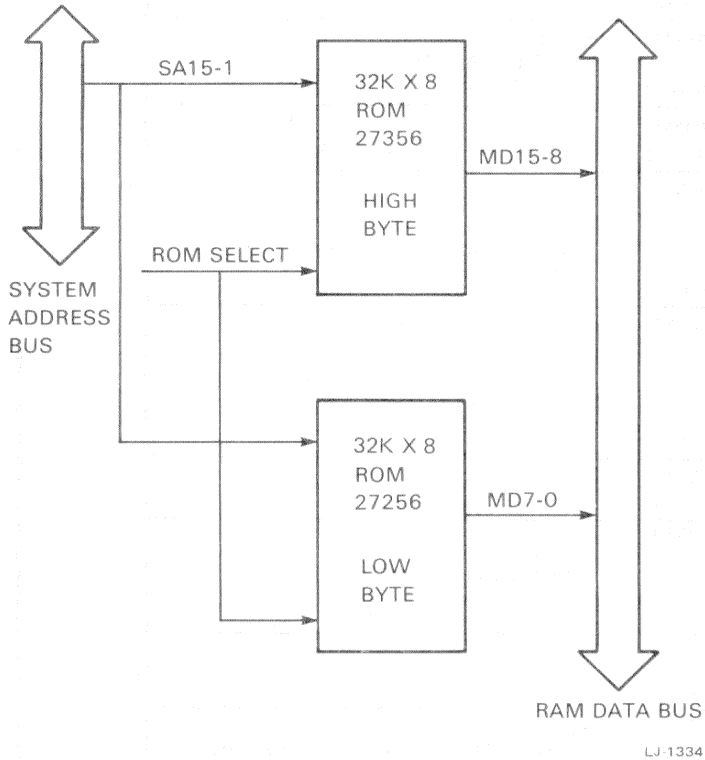 SA15-1
32K X 8
ROM
27356
HIGH
BYTE
MD15-8
ROM SELECT
SYSTEM
ADDRESS
BUS
32K X 8
ROM
27256
LOW
BYTE
MD7-0
RAM DATA BUS
LJ-1334